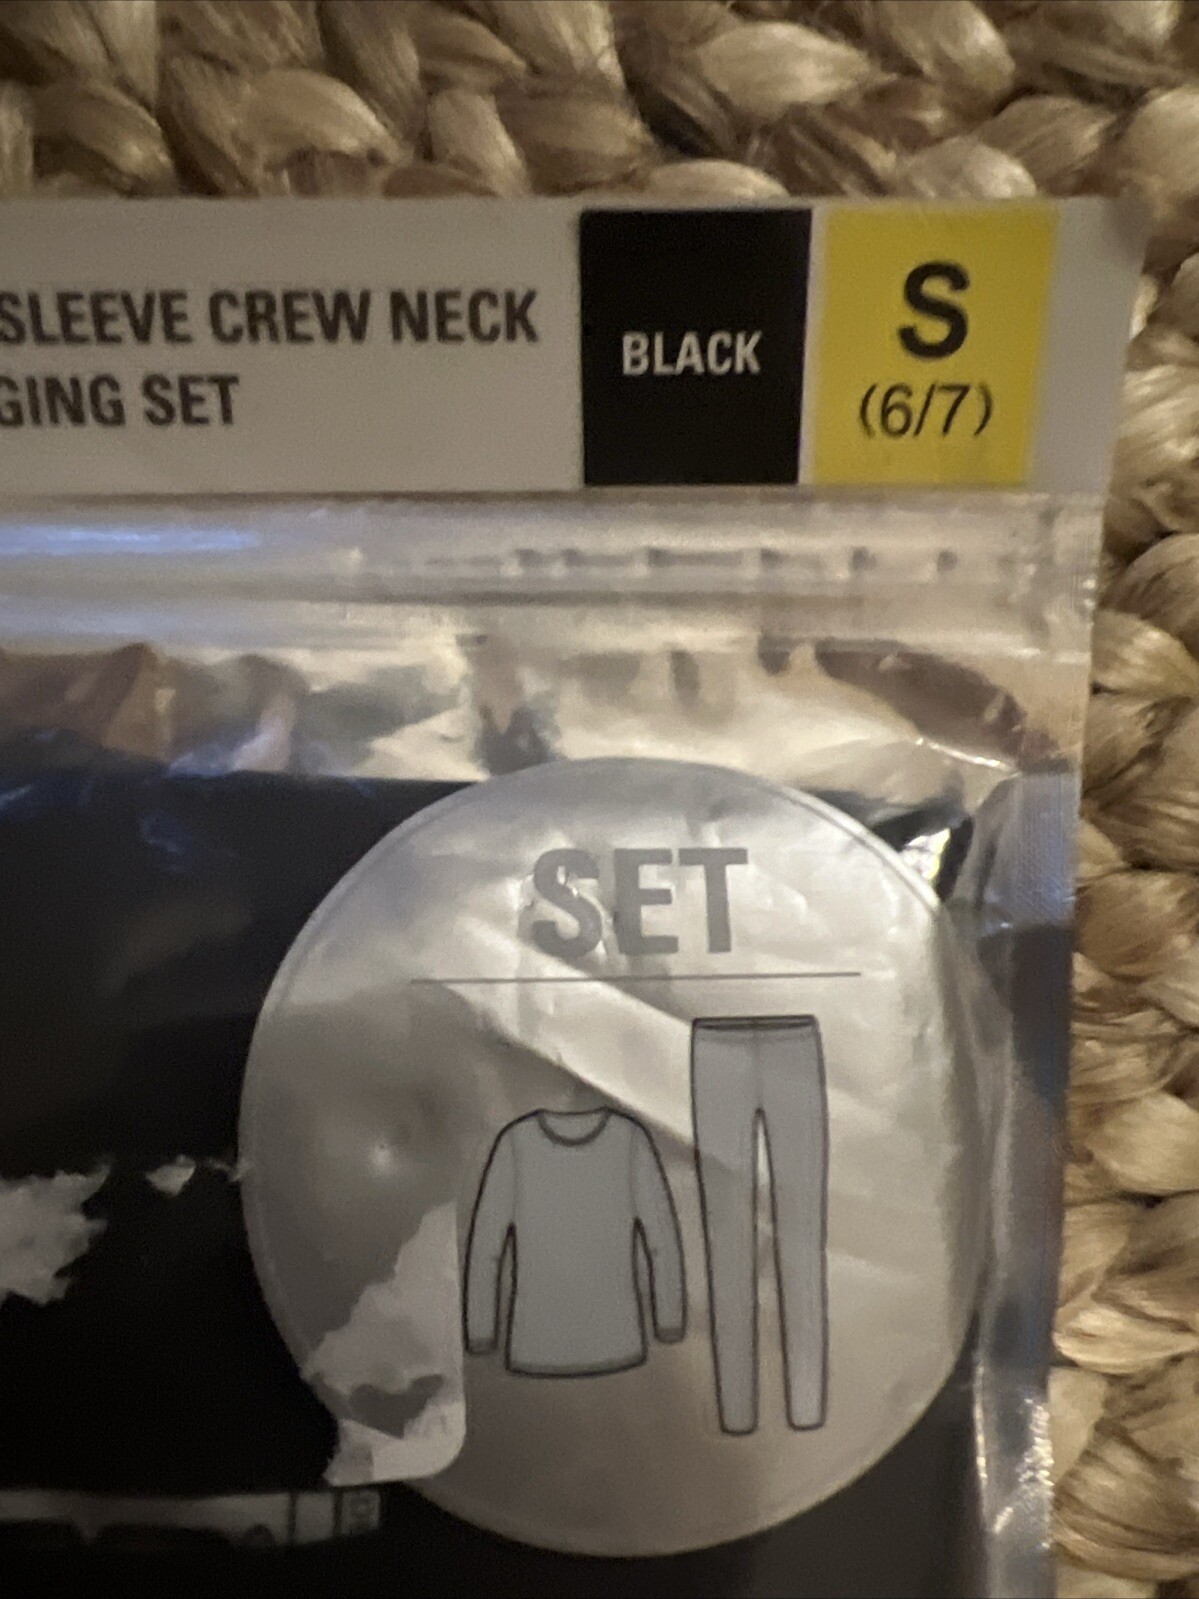 SLEEVE CREW NECK
GING SET
BLACK
S
(6/7)
SET